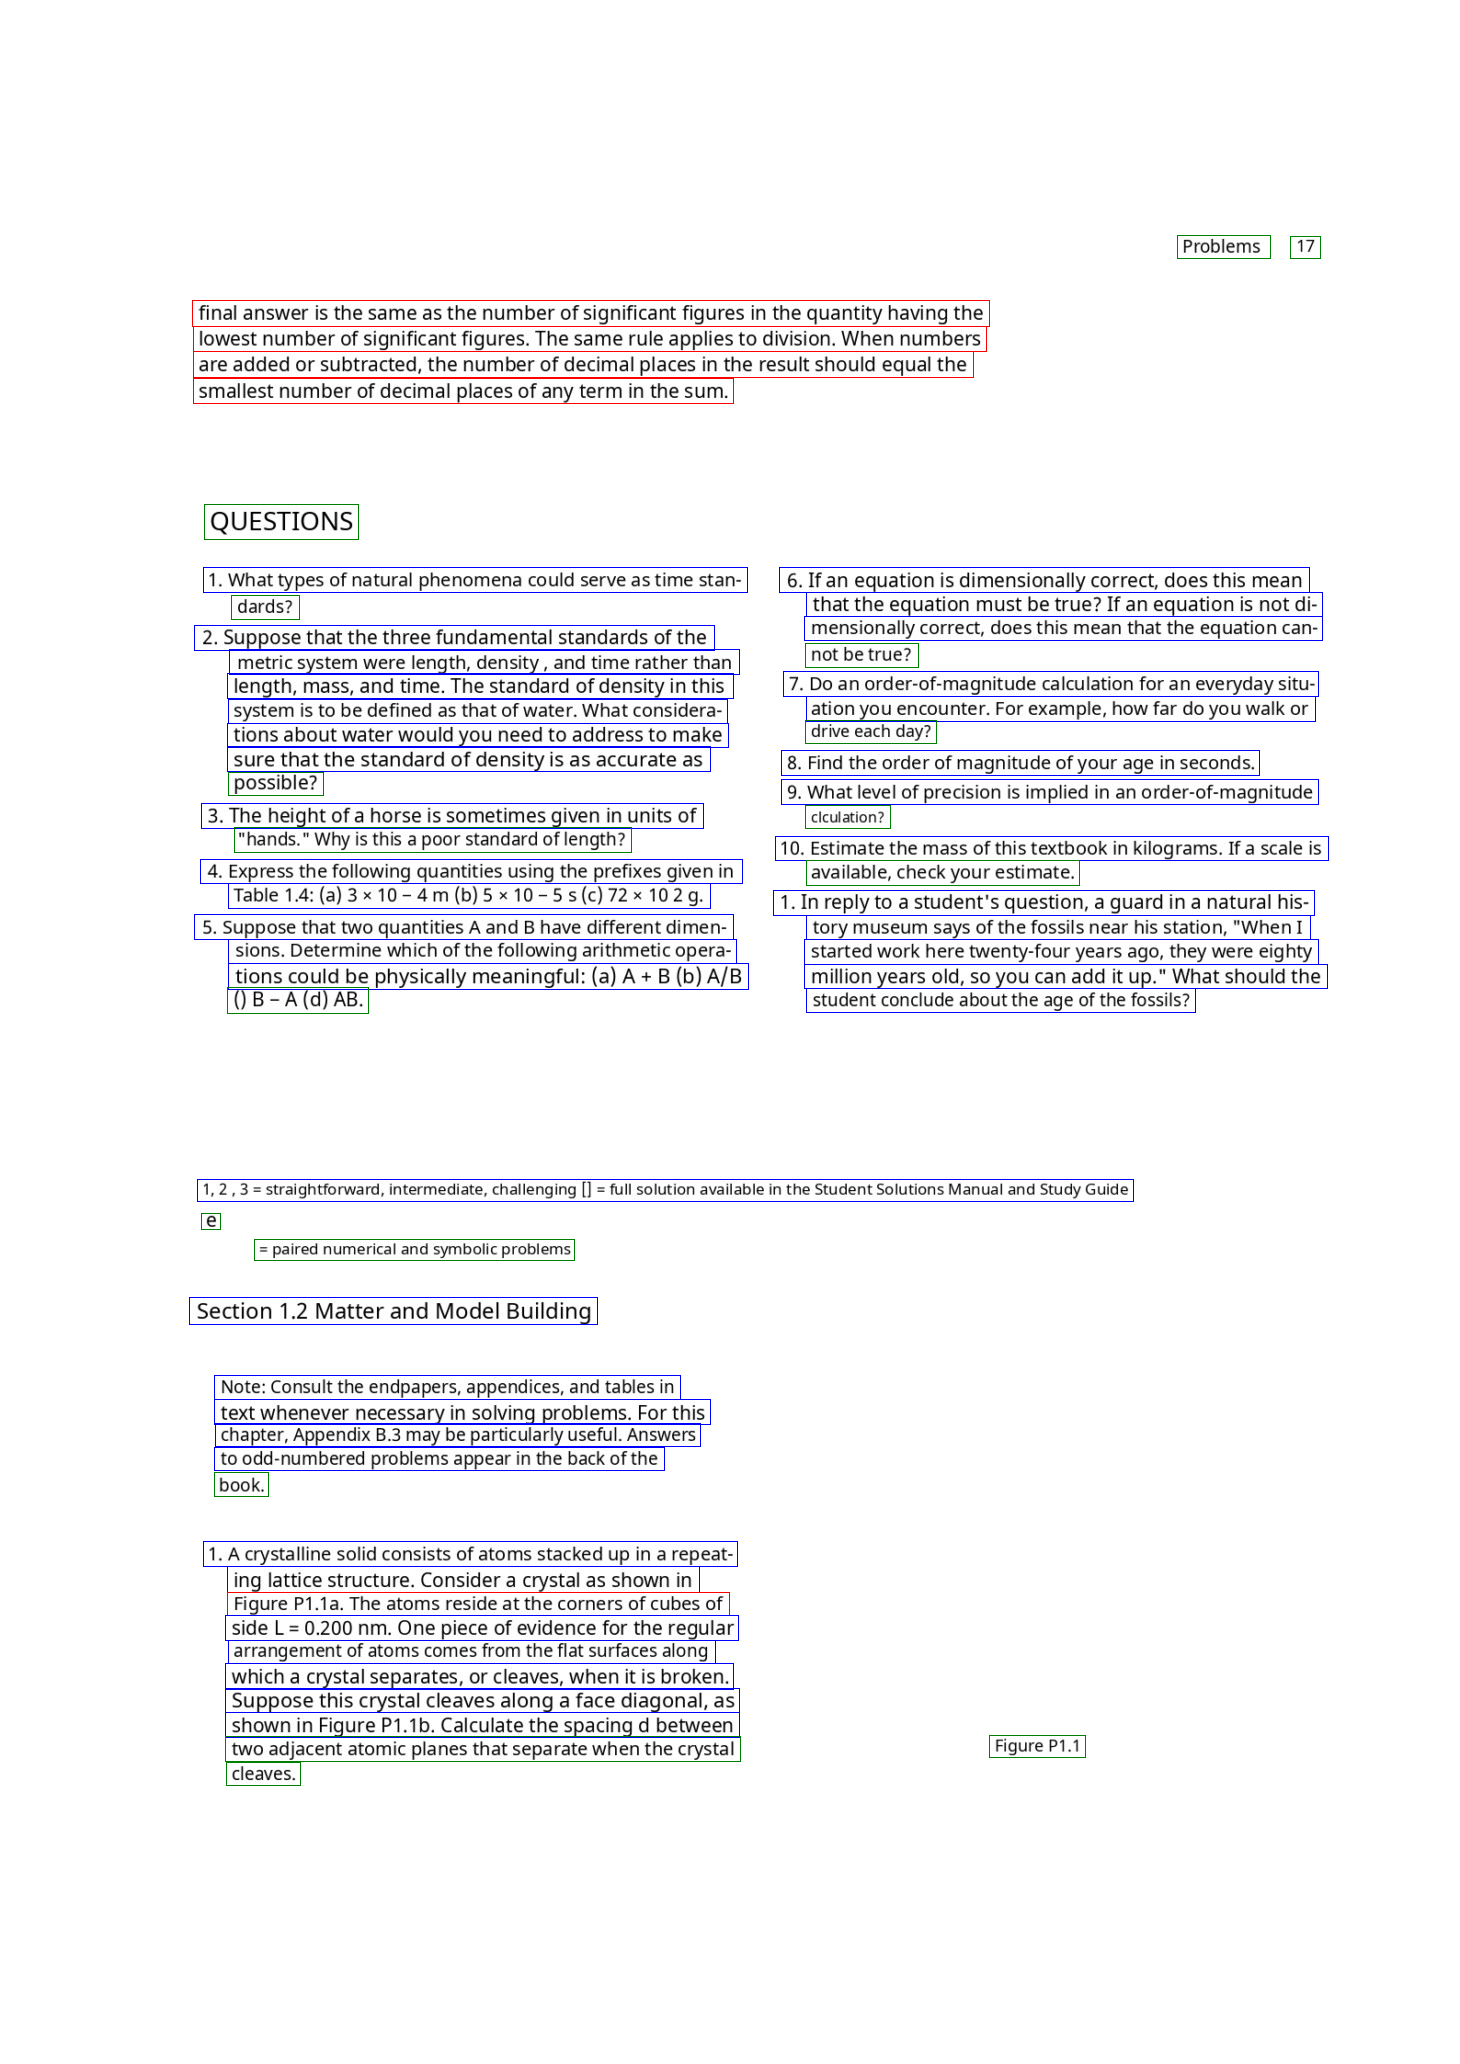 Problems 17
final answer is the same as the number of significant figures in the quantity having the
lowest number of significant figures. The same rule applies to division. When numbers
are added or subtracted, the number of decimal places in the result should equal the
smallest number of decimal places of any term in the sum.
QUESTIONS
1. What types of natural phenomena could serve as time stan-
dards?
2. Suppose that the three fundamental standards of the
metric system were length, density , and time rather than
length, mass, and time. The standard of density in this
system is to be defined as that of water. What considera-
tions about water would you need to address to make
sure that the standard of density is as accurate as
possible?
3. The height of a horse is sometimes given in units of
"hands." Why is this a poor standard of length?
4. Express the following quantities using the prefixes given in
Table 1.4: (a) 3 × 10 − 4 m (b) 5 × 10 − 5 s (c) 72 × 10 2 g.
5. Suppose that two quantities A and B have different dimen-
sions. Determine which of the following arithmetic opera-
tions could be physically meaningful: (a) A + B (b) A/B
() B − A (d) AB.
6. If an equation is dimensionally correct, does this mean
that the equation must be true? If an equation is not di-
mensionally correct, does this mean that the equation can-
not be true?
7. Do an order-of-magnitude calculation for an everyday situ-
ation you encounter. For example, how far do you walk or
drive each day?
8. Find the order of magnitude of your age in seconds.
9. What level of precision is implied in an order-of-magnitude
clculation?
10. Estimate the mass of this textbook in kilograms. If a scale is
available, check your estimate.
1. In reply to a student's question, a guard in a natural his-
tory museum says of the fossils near his station, "When I
started work here twenty-four years ago, they were eighty
million years old, so you can add it up." What should the
student conclude about the age of the fossils?
1, 2 , 3 = straightforward, intermediate, challenging [] = full solution available in the Student Solutions Manual and Study Guide
e
= paired numerical and symbolic problems
Section 1.2 Matter and Model Building
Note: Consult the endpapers, appendices, and tables in
text whenever necessary in solving problems. For this
chapter, Appendix B.3 may be particularly useful. Answers
to odd-numbered problems appear in the back of the
book.
1. A crystalline solid consists of atoms stacked up in a repeat-
ing lattice structure. Consider a crystal as shown in
Figure P1.1a. The atoms reside at the corners of cubes of
side L = 0.200 nm. One piece of evidence for the regular
arrangement of atoms comes from the flat surfaces along
which a crystal separates, or cleaves, when it is broken.
Suppose this crystal cleaves along a face diagonal, as
shown in Figure P1.1b. Calculate the spacing d between
two adjacent atomic planes that separate when the crystal
cleaves.
Figure P1.1